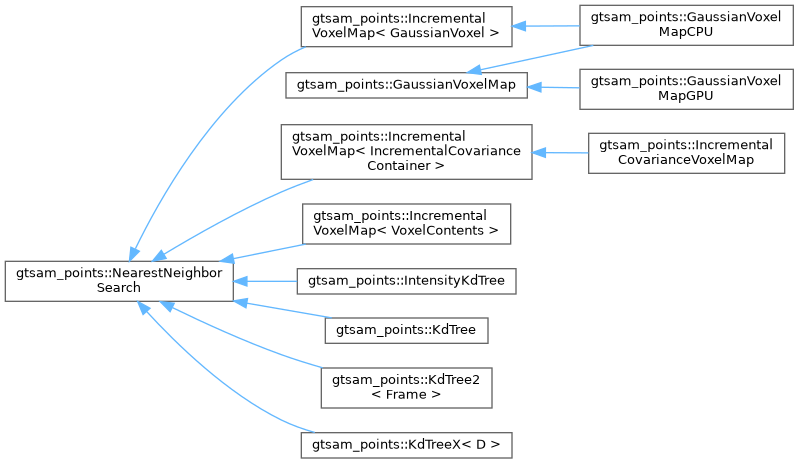 gtsam_points::Incremental
VoxelMap< GaussianVoxel >
gtsam_points::GaussianVoxel
MapCPU
gtsam_points::GaussianVoxelMap
gtsam_points::GaussianVoxel
MapGPU
gtsam_points::Incremental
VoxelMap< IncrementalCovariance
Container >
gtsam_points::Incremental
CovarianceVoxelMap
gtsam_points::Incremental
VoxelMap< VoxelContents >
gtsam_points::NearestNeighbor
Search
gtsam_points::IntensityKdTree
gtsam_points::KdTree
gtsam_points::KdTree2
< Frame >
gtsam_points::KdTreeX< D >